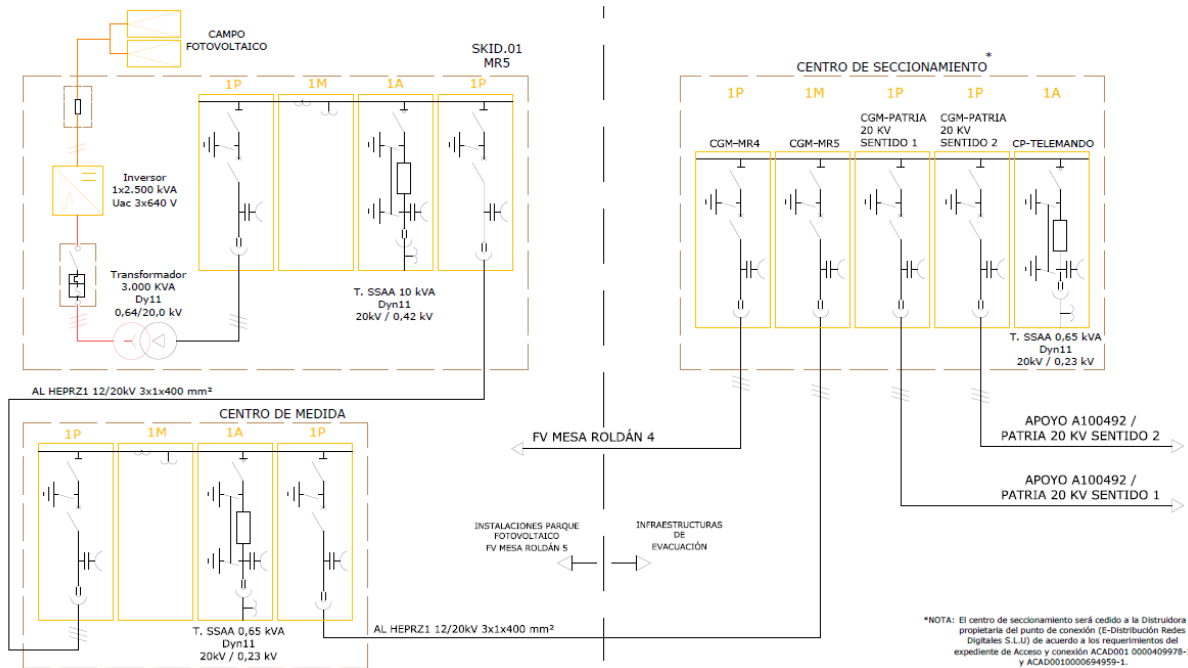 CAMPO
FOTOVOLTAICO
SKID.01
MR5
1P
1M
1A
1P
Inversor
1x2.500 kVA
Uac 3x640 V
Transformador
3.000 KVA
Dy11
0,64/20,0 kV
T. SSAA 10 kVA
Dyn11
20kV / 0,42 kV
AL HEPRZ1 12/20kV 3x1x400 mm²
CENTRO DE MEDIDA
1P
1M
1A
1P
T. SSAA 0,65 kVA
Dyn11
20kV / 0,23 kV
AL HEPRZ1 12/20kV 3x1x400 mm²
CENTRO DE SECCIONAMIENTO*
1P
1M
1P
1P
1A
CGM-MR4
CGM-MR5
CGM-PATRIA
20 KV
SENTIDO 1
CGM-PATRIA
20 KV
SENTIDO 2
CP-TELEMANDO
T. SSAA 0,65 kVA
Dyn11
20kV / 0,23 kV
FV MESA ROLDÁN 4
APOYO A100492 /
PATRIA 20 KV SENTIDO 2
APOYO A100492 /
PATRIA 20 KV SENTIDO 1
INSTALACIONES PARQUE
FOTOVOLTAICO
FV MESA ROLDÁN 5
INFRAESTRUCTURAS
DE
EVACUACIÓN
*NOTA: El centro de seccionamiento será cedido a la Distruidora
propietaria del punto de conexión (E-Distribución Redes
Digitales S.L.U) de acuerdo a los requerimientos del
expediente de Acceso y conexión ACAD001 0000409978-
y ACAD0010000694959-1.